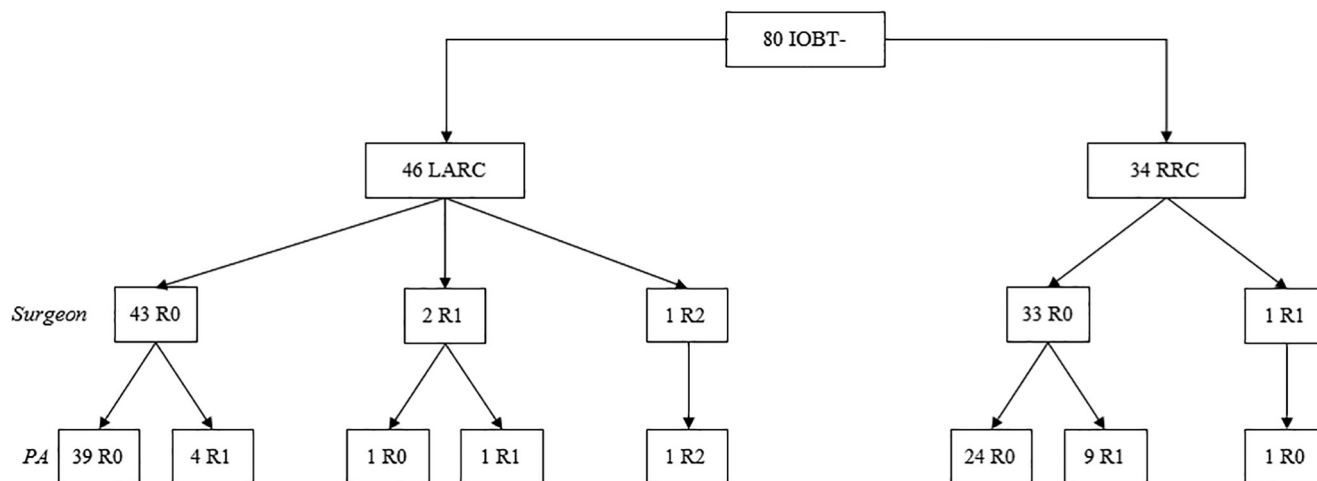 80 IOBT-
46 LARC
34 RRC
Surgeon
43 R0
2 R1
1 R2
33 R0
1 R1
PA
39 R0
4 R1
1 R0
1 R1
1 R2
24 R0
9 R1
1 R0